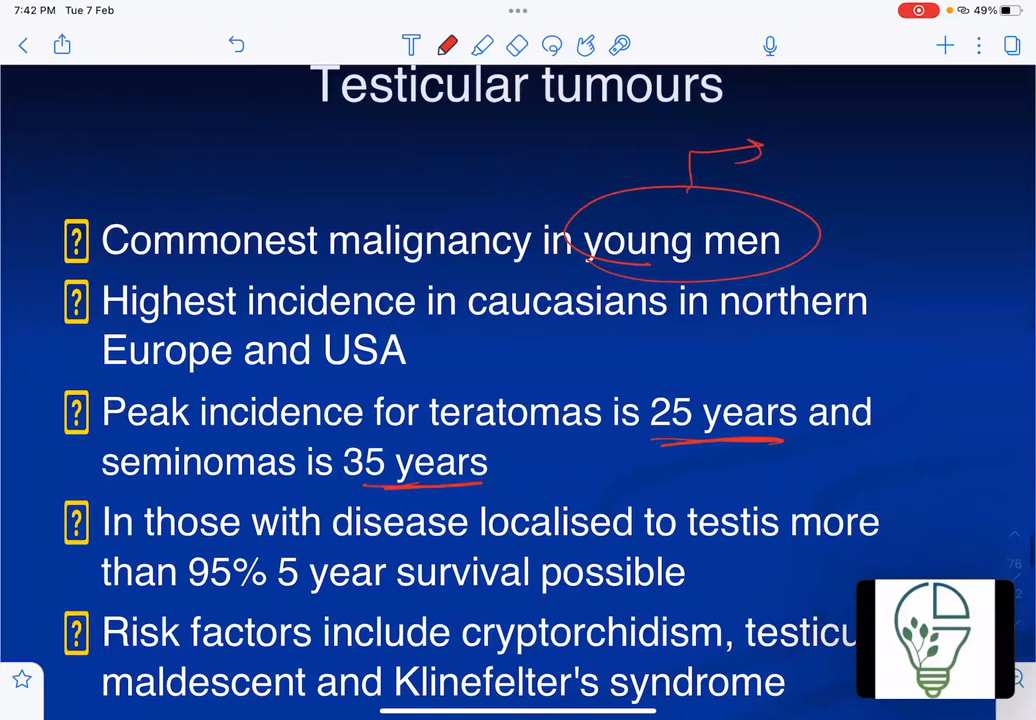 7:42 PM Tue 7 Feb
49%
Testicular tumours
Commonest malignancy in young men
Highest incidence in caucasians in northern
Europe and USA
Peak incidence for teratomas is 25 years and
seminomas is 35 years
In those with disease localised to testis more
than 95% 5 year survival possible
76
Risk factors include cryptorchidism,
maldescent and Klinefelter's syndrome